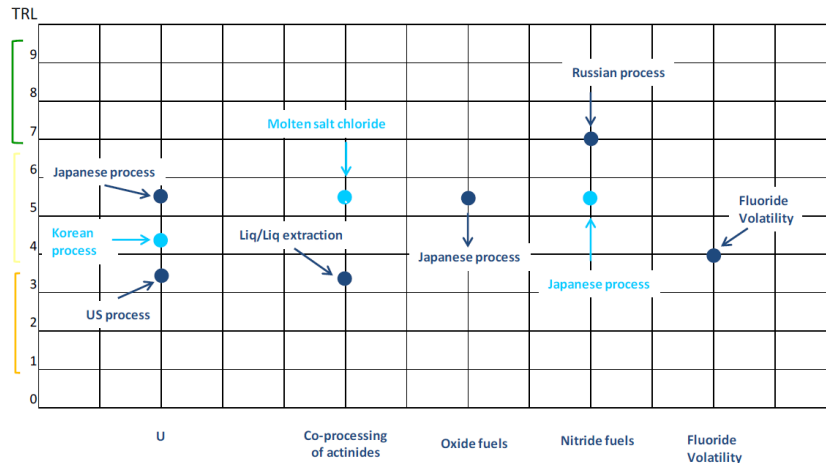 TRL
9
8
7
6
5
4
3
2
1
0
Russian process
Molten salt chloride
Japanese process
Korean
process
US process
Liq/Liq extraction
Japanese process
Japanese process
Fluoride
Volatility
U
Co-processing
of actinides
Oxide fuels
Nitride fuels
Fluoride
Volatility